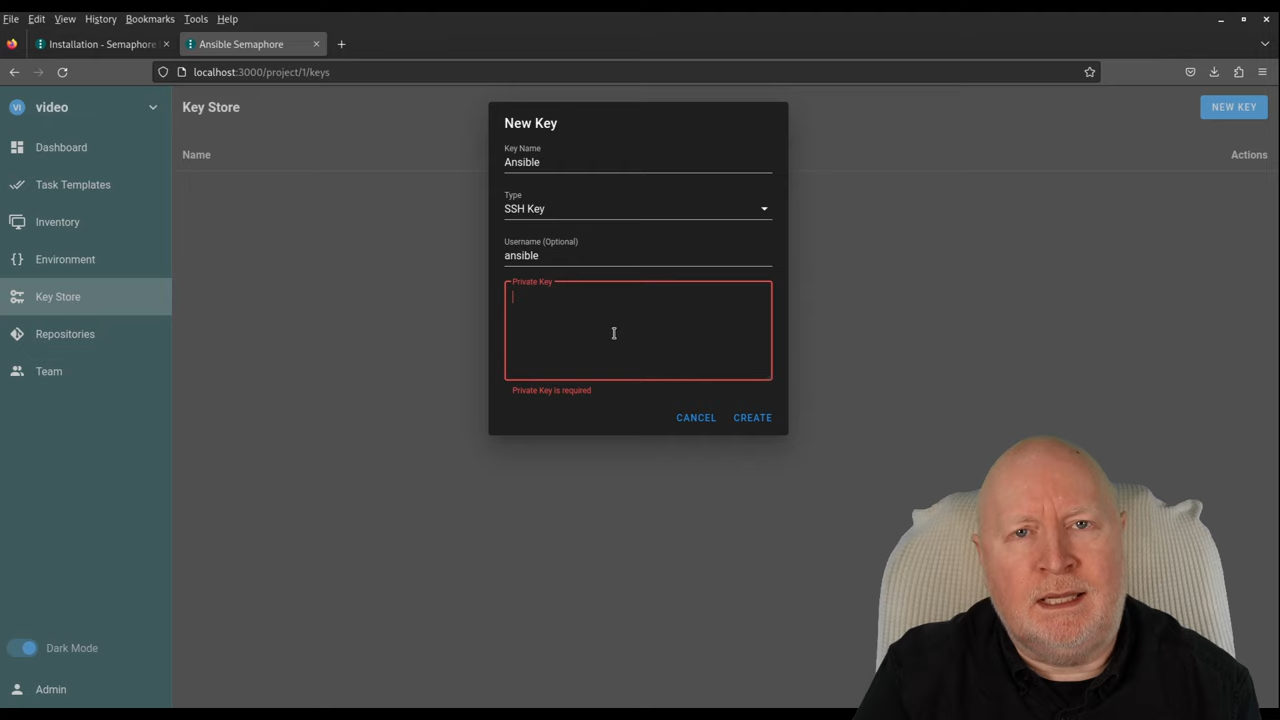 File Edit View History Bookmarks Tools Help
Installation - Semaphore
Ansible Semaphore
localhost:3000/project/1/keys
VI video
Key Store
NEW KEY
Name
Actions
Dashboard
Task Templates
Inventory
Environment
Key Store
Repositories
Team
Dark Mode
Admin
New Key
Key Name
Ansible
Type
SSH Key
Username (Optional)
ansible
Private Key
Private Key is required
CANCEL CREATE